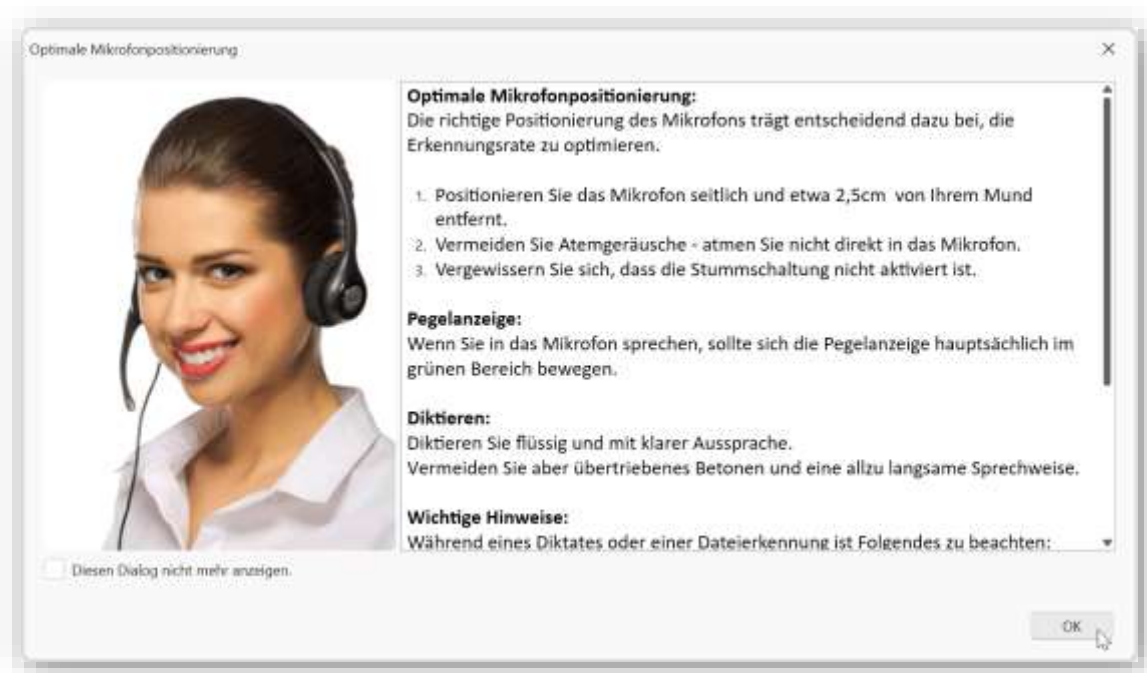 Optimale Mikrofonpositionierung
Optimale Mikrofonpositionierung:
Die richtige Positionierung des Mikrofons trägt entscheidend dazu bei, die
Erkennungsrate zu optimieren.
1. Positionieren Sie das Mikrofon seitlich und etwa 2,5cm von Ihrem Mund
entfernt.
2. Vermeiden Sie Atemgeräusche - atmen Sie nicht direkt in das Mikrofon.
3. Vergewissern Sie sich, dass die Stummschaltung nicht aktiviert ist.
Pegelanzeige:
Wenn Sie in das Mikrofon sprechen, sollte sich die Pegelanzeige hauptsächlich im
grünen Bereich bewegen.
Diktieren:
Diktieren Sie flüssig und mit klarer Aussprache.
Vermeiden Sie aber übertriebenes Betonen und eine allzu langsame Sprechweise.
Wichtige Hinweise:
Während eines Diktates oder einer Dateierkennung ist Folgendes zu beachten:
Diesen Dialog nicht mehr anzeigen.
OK